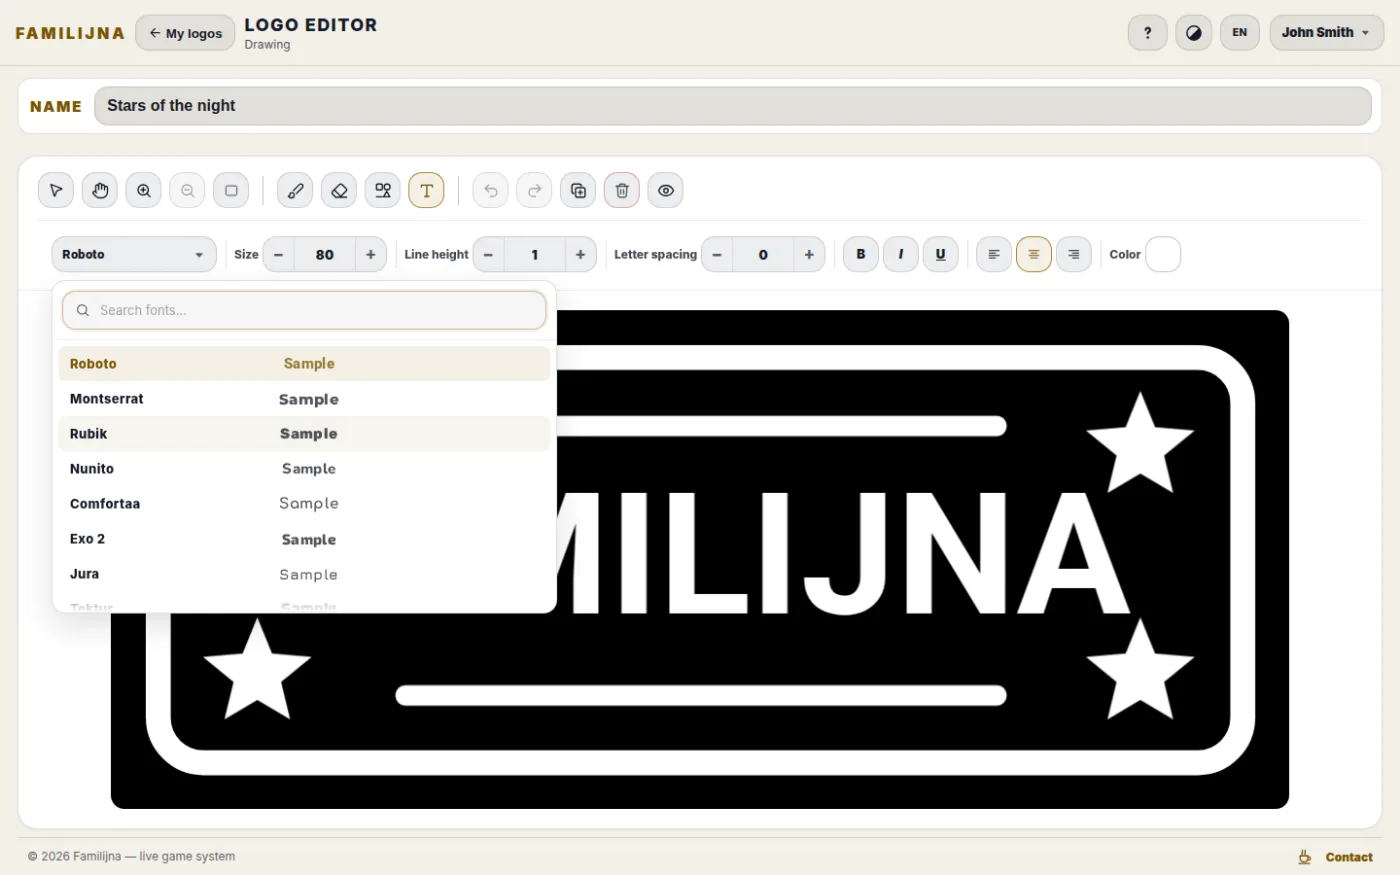 FAMILIJNA
← My logos
LOGO EDITOR
Drawing
?
EN
John Smith
NAME
Stars of the night
T
Roboto
Size
− 80 +
Line height
− 1 +
Letter spacing
− 0 +
B
I
U
Color
Search fonts...
Roboto Sample
Montserrat Sample
Rubik Sample
Nunito Sample
Comfortaa Sample
Exo 2 Sample
Jura Sample
Tektur Sample
MILIJNA
© 2026 Familijna — live game system
Contact